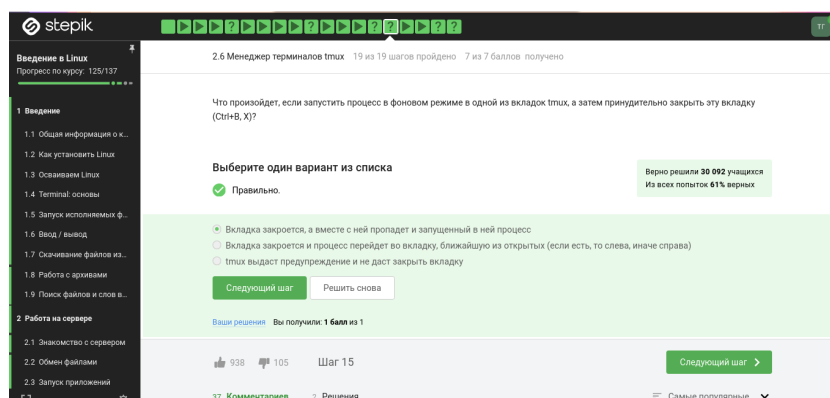 stepik
? ? ? ? ? ?
ТГ
Введение в Linux
Прогресс по курсу: 125/137
2.6 Менеджер терминалов tmux 19 из 19 шагов пройдено 7 из 7 баллов получено
1 Введение
1.1 Общая информация о к...
1.2 Как установить Linux
1.3 Осваиваем Linux
1.4 Terminal: основы
1.5 Запуск исполняемых ф...
1.6 Ввод / вывод
1.7 Скачивание файлов из...
1.8 Работа с архивами
1.9 Поиск файлов и слов в...
2 Работа на сервере
2.1 Знакомство с сервером
2.2 Обмен файлами
2.3 Запуск приложений
Что произойдет, если запустить процесс в фоновом режиме в одной из вкладок tmux, а затем принудительно закрыть эту вкладку
(Ctrl+B, X)?
Выберите один вариант из списка
Правильно.
Верно решили 30 092 учащихся
Из всех попыток 61% верных
Вкладка закроется, а вместе с ней пропадет и запущенный в ней процесс
Вкладка закроется и процесс перейдет во вкладку, ближайшую из открытых (если есть, то слева, иначе справа)
tmux выдаст предупреждение и не даст закрыть вкладку
Следующий шаг Решить снова
Ваши решения Вы получили: 1 балл из 1
938 105 Шаг 15 Следующий шаг
37 Комментариев 2 Решения Самые популярные